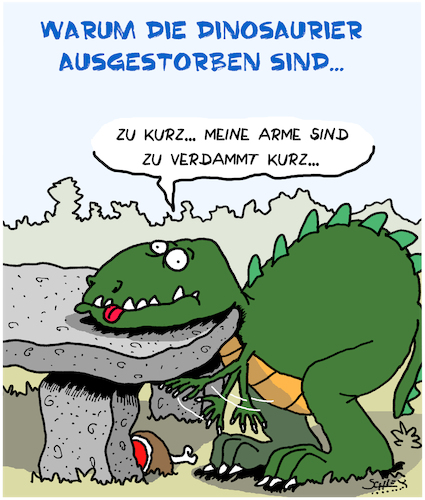 WARUM DIE DINOSAURIER
AUSGESTORBEN SIND...
ZU KURZ... MEINE ARME SIND
ZU VERDAMMT KURZ...